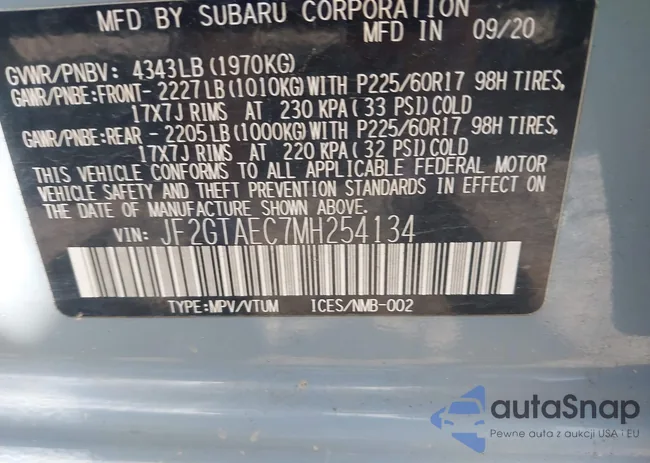 MFD BY SUBARU CORPORATION
MFD IN 09/20
GVWR/PNBV: 4343LB(1970KG)
GAWR/PNBE:FRONT- 2227LB(1010KG)WITH P225/60R17 98H TIRES,
17X7J RIMS AT 230 KPA(33 PSI)COLD
GAWR/PNBE:REAR - 2205LB(1000KG)WITH P225/60R17 98H TIRES,
17X7J RIMS AT 220 KPA(32 PSI)COLD
THIS VEHICLE CONFORMS TO ALL APPLICABLE FEDERAL MOTOR
VEHICLE SAFETY AND THEFT PREVENTION STANDARDS IN EFFECT ON
THE DATE OF MANUFACTURE SHOWN ABOVE.
VIN: JF2GTAEC7MH254134
TYPE:MPV/VTUM ICES/NMB-002
autaSnap
Pewne auta z aukcji USA i EU